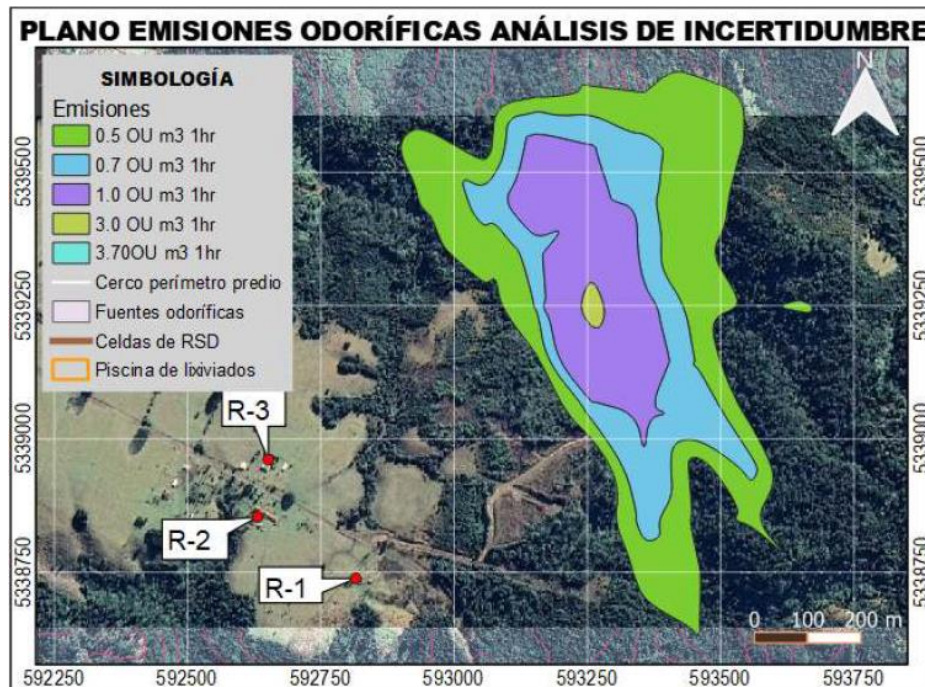 PLANO EMISIONES ODORÍFICAS ANÁLISIS DE INCERTIDUMBRE
SIMBOLOGÍA
Emisiones
0.5 OU m3 1hr
0.7 OU m3 1hr
1.0 OU m3 1hr
3.0 OU m3 1hr
3.70OU m3 1hr
Cerco perímetro predio
Fuentes odoríficas
Celdas de RSD
Piscina de lixiviados
N
R-3
R-2
R-1
5339500
5339250
5339000
5338750
5339500
5339250
5339000
5338750
0 100 200 m
592250 592500 592750 593000 593250 593500 593750